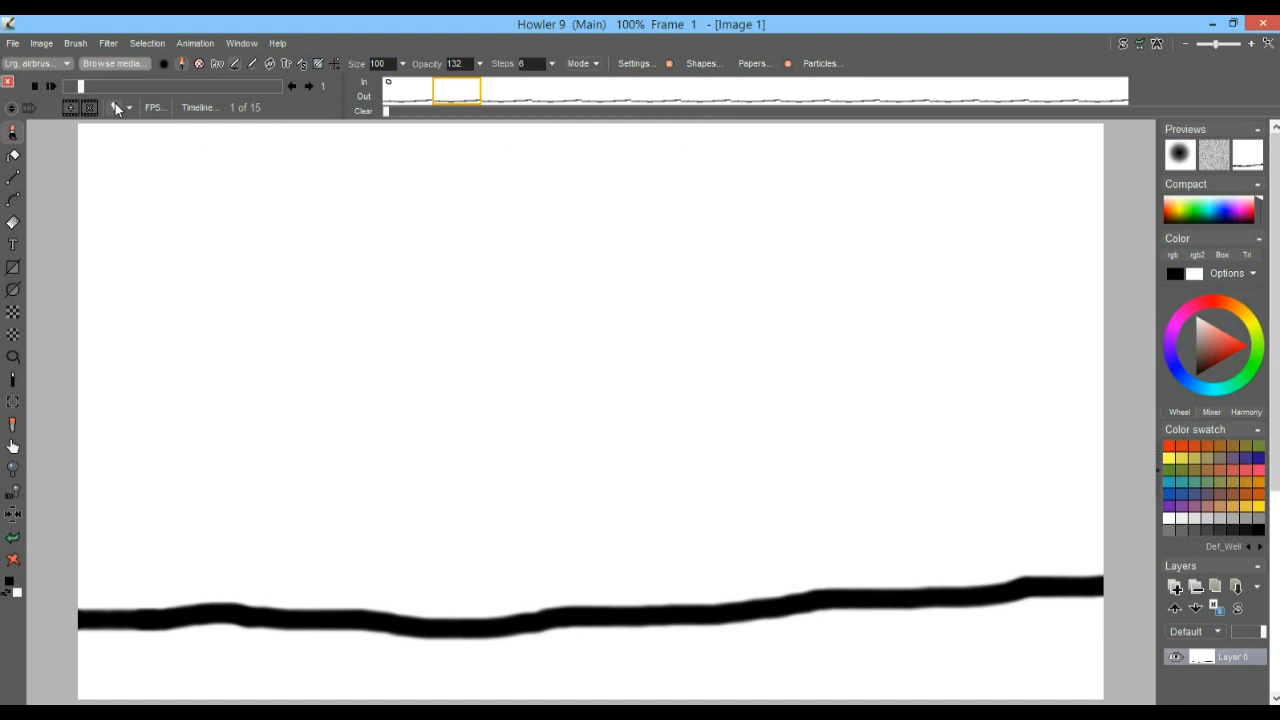 Howler 9 (Main) 100% Frame 1 - [Image 1]
File Image Brush Filter Selection Animation Window Help
Lrg. airbrus... Browse media... Size 100 Opacity 132 Steps 6 Mode Settings... Shapes... Papers... Particles...
1 In
Out
FPS... Timeline... 1 of 15 Clear
Previews
Compact
Color
rgb rgb2 Box Tri
Options
Wheel Mixer Harmony
Color swatch
Def_Well
Layers
Default
Layer 0